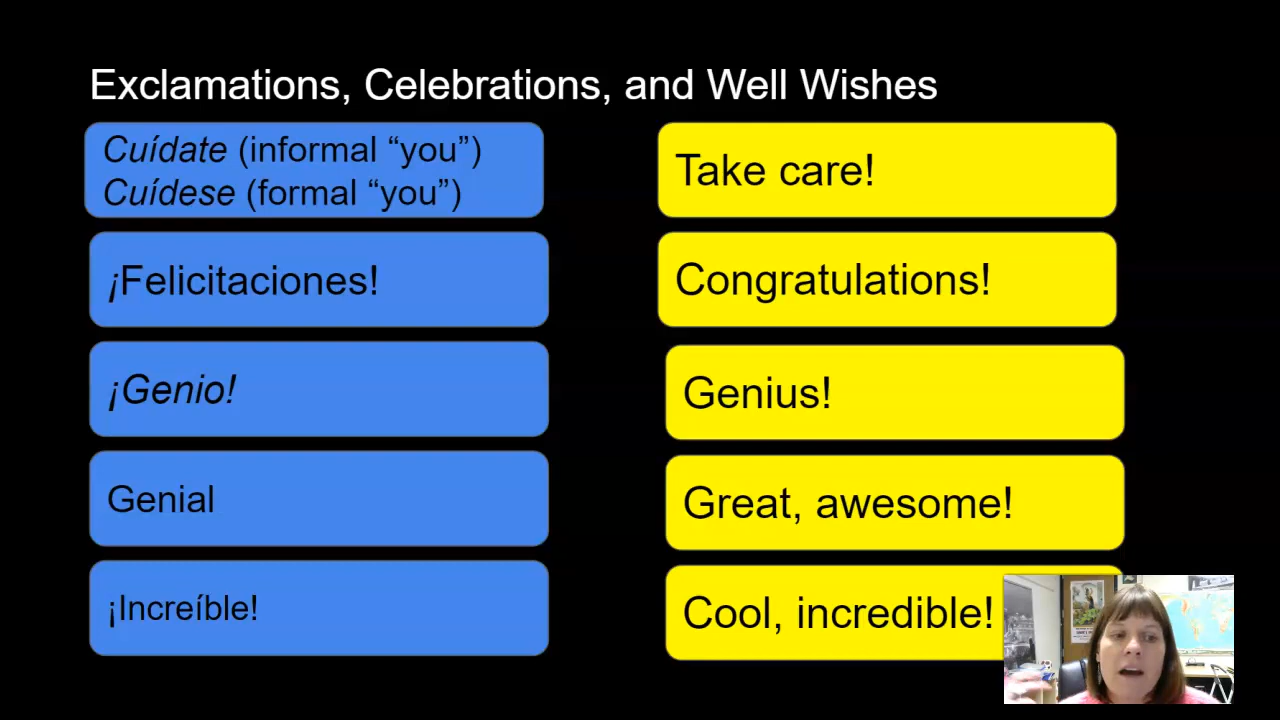 Exclamations, Celebrations, and Well Wishes
Cuídate (informal “you”)
Cuídese (formal “you”)
Take care!
¡Felicitaciones!
Congratulations!
¡Genio!
Genius!
Genial
Great, awesome!
¡Increíble!
Cool, incredible!